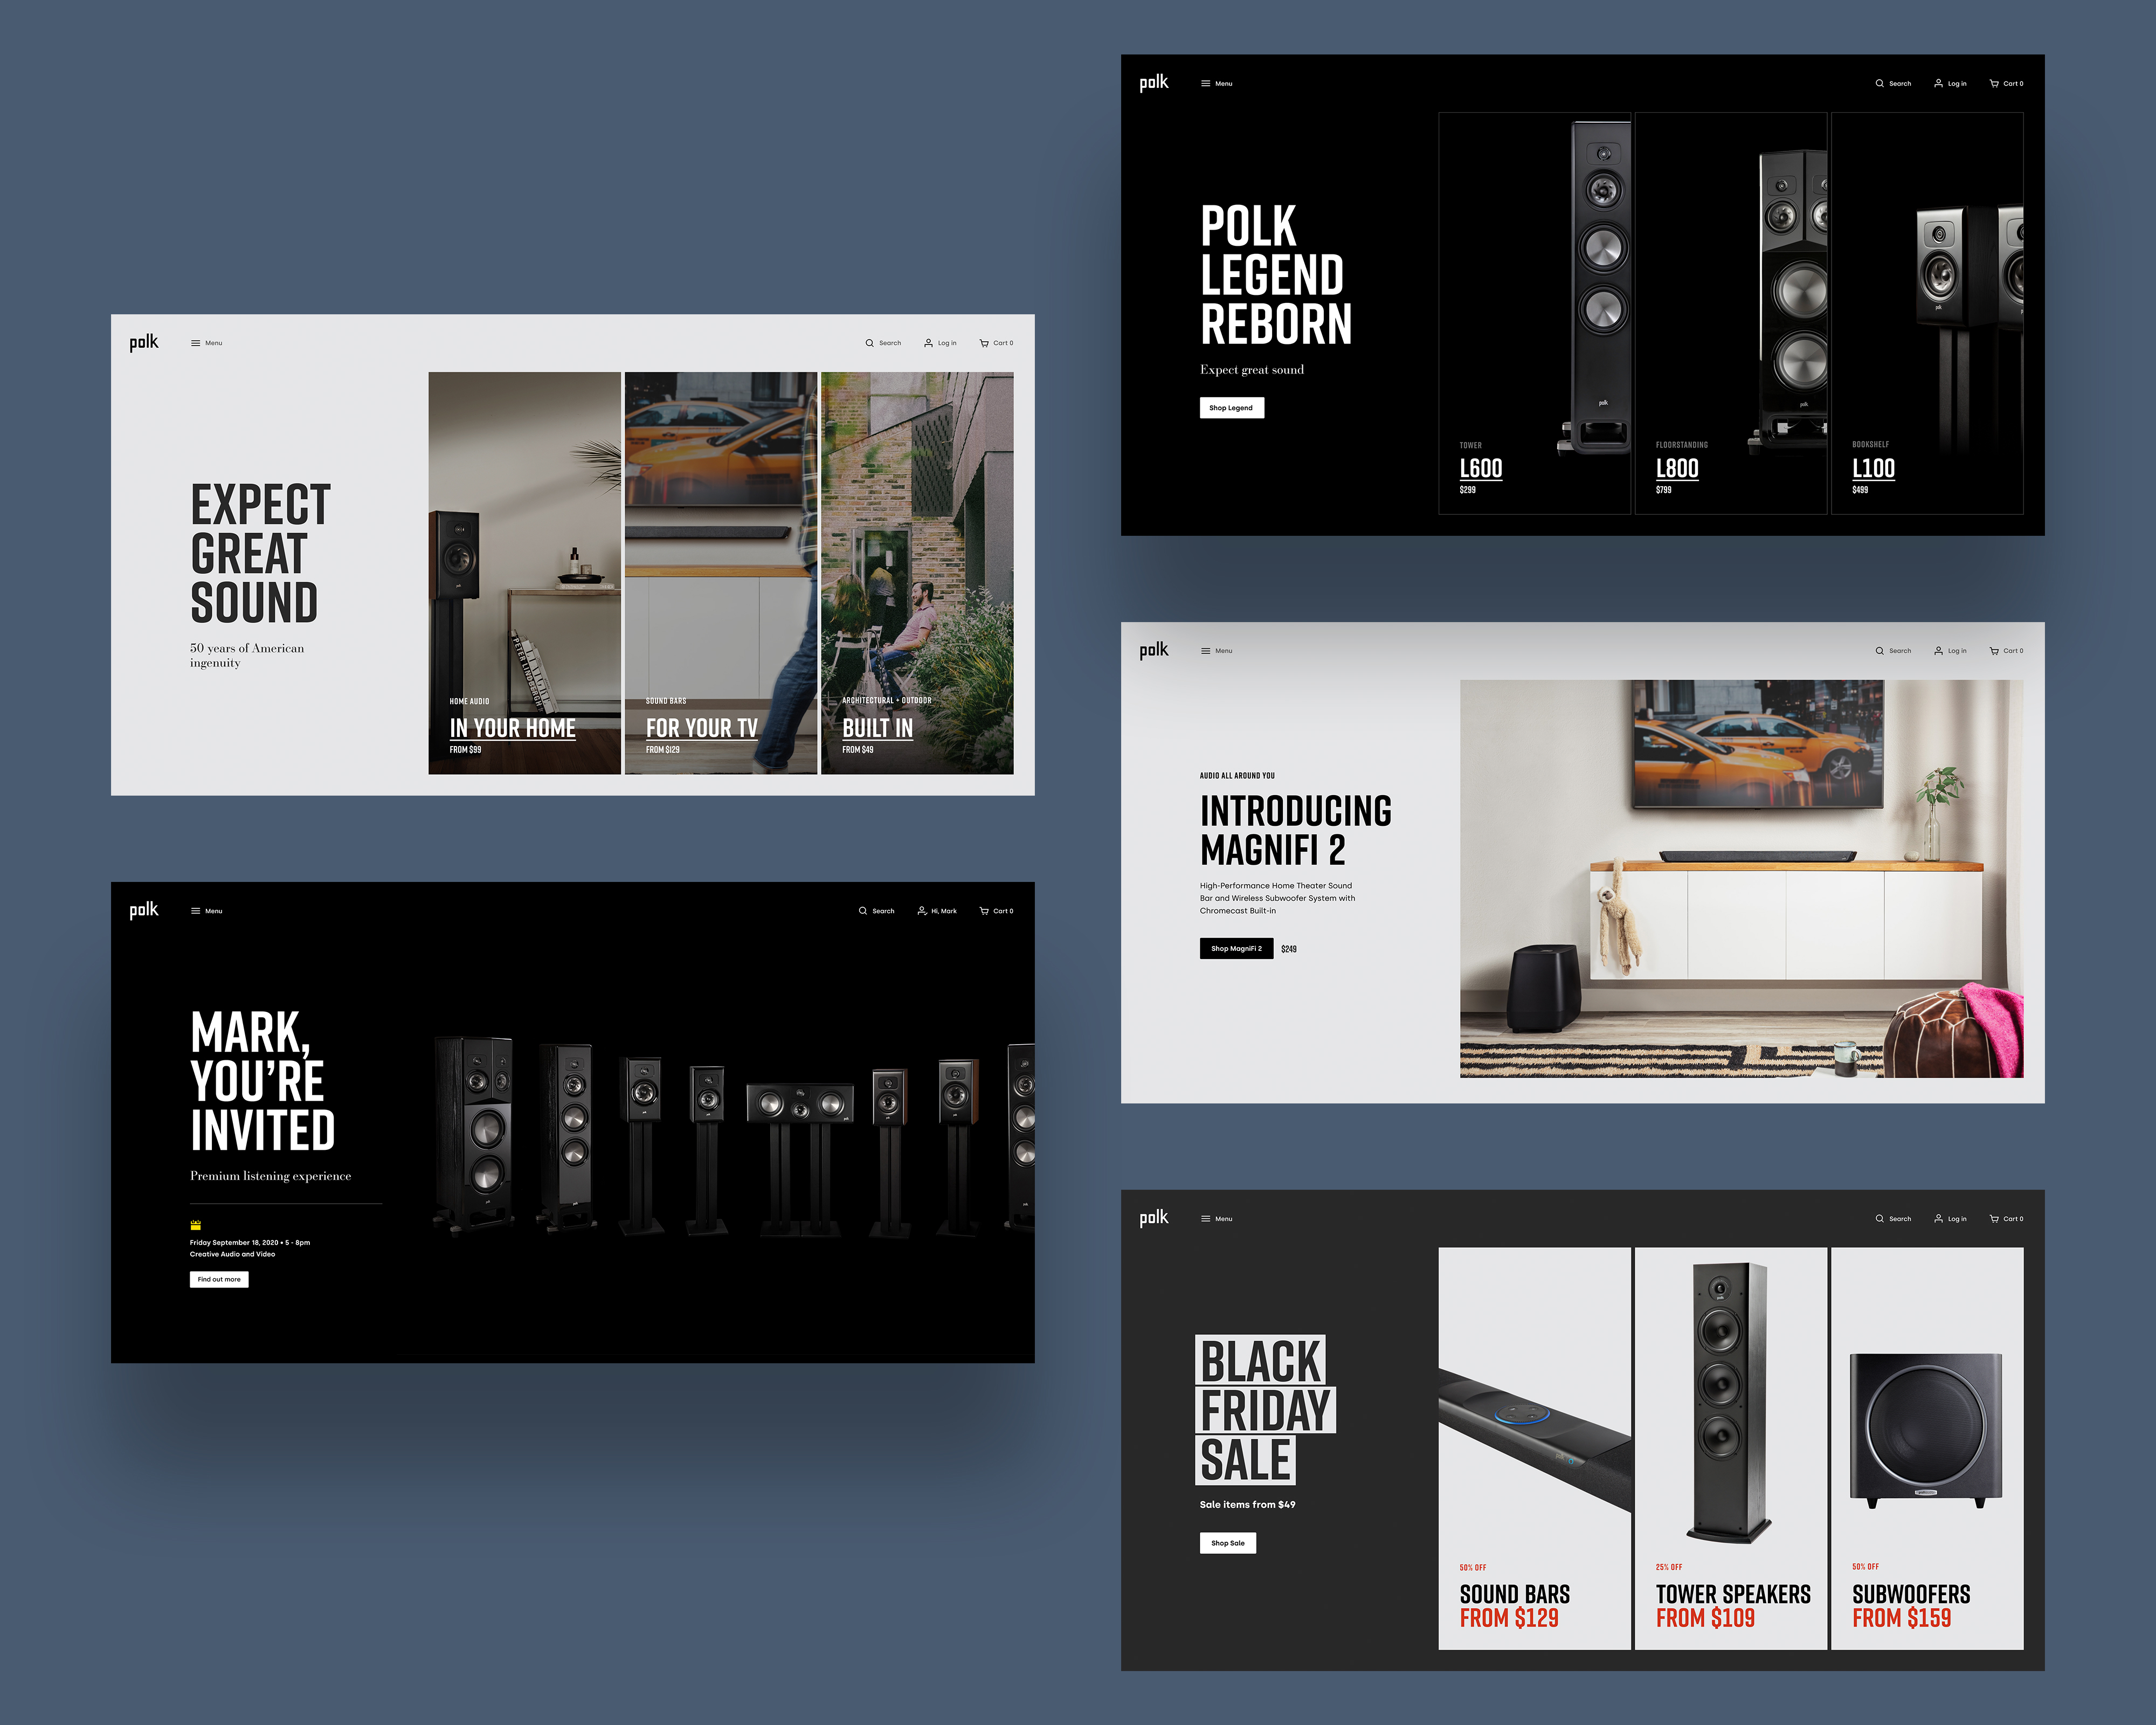 polk
Menu
Search
Log in
Cart 0
EXPECT
GREAT
SOUND
50 years of American
ingenuity
HOME AUDIO
IN YOUR HOME
FROM $99
SOUND BARS
FOR YOUR TV
FROM $129
ARCHITECTURAL + OUTDOOR
BUILT IN
FROM $49
PETER LINDBERGH
polk
Menu
Search
Hi, Mark
Cart 0
MARK,
YOU'RE
INVITED
Premium listening experience
Friday September 18, 2020 • 5 - 8pm
Creative Audio and Video
Find out more
polk
Menu
Search
Log in
Cart 0
POLK
LEGEND
REBORN
Expect great sound
Shop Legend
polk
TOWER
L600
$299
polk
FLOORSTANDING
L800
$799
polk
BOOKSHELF
L100
$499
polk
Menu
Search
Log in
Cart 0
AUDIO ALL AROUND YOU
INTRODUCING
MAGNIFI 2
High-Performance Home Theater Sound
Bar and Wireless Subwoofer System with
Chromecast Built-in
Shop MagniFi 2
$249
polk
Menu
Search
Log in
Cart 0
BLACK
FRIDAY
SALE
Sale items from $49
Shop Sale
50% OFF
SOUND BARS
FROM $129
25% OFF
TOWER SPEAKERS
FROM $109
50% OFF
SUBWOOFERS
FROM $159